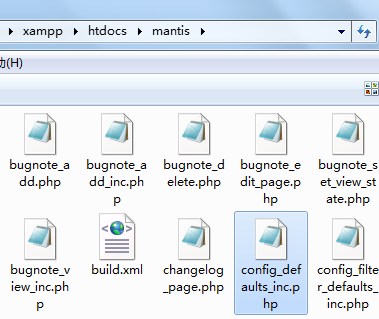 xampp ▸ htdocs ▸ mantis ▸
助(H)
bugnote_a
dd.php
bugnote_a
dd_inc.ph
p
bugnote_d
elete.php
bugnote_e
dit_page.p
hp
bugnote_s
et_view_st
ate.php
bugnote_v
iew_inc.ph
p
build.xml
changelog
_page.php
config_def
aults_inc.p
hp
config_filte
r_defaults_
inc.php